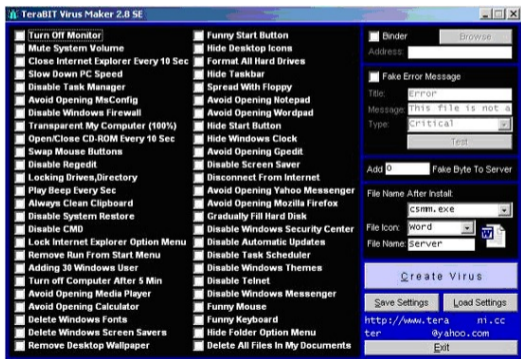 TeraBIT Virus Maker 2.8 SE
Turn Off Monitor
Mute System Volume
Close Internet Explorer Every 10 Sec
Slow Down PC Speed
Disable Task Manager
Avoid Opening MsConfig
Disable Windows Firewall
Transparent My Computer (100%)
Open/Close CD-ROM Every 10 Sec
Swap Mouse Buttons
Disable Regedit
Locking Drives,Directory
Play Beep Every Sec
Always Clean Clipboard
Disable System Restore
Disable CMD
Lock Internet Explorer Option Menu
Remove Run From Start Menu
Adding 30 Windows User
Turn off Computer After 5 Min
Avoid Opening Media Player
Avoid Opening Calculator
Delete Windows Fonts
Delete Windows Screen Savers
Remove Desktop Wallpaper
Funny Start Button
Hide Desktop Icons
Format All Hard Drives
Hide Taskbar
Spread With Floppy
Avoid Opening Notepad
Avoid Opening Wordpad
Hide Start Button
Hide Windows Clock
Avoid Opening Gpedit
Disable Screen Saver
Disconnect From Internet
Avoid Opening Yahoo Messenger
Avoid Opening Mozilla Firefox
Gradually Fill Hard Disk
Disable Windows Security Center
Disable Automatic Updates
Disable Task Scheduler
Disable Windows Themes
Disable Telnet
Disable Windows Messenger
Funny Mouse
Funny Keyboard
Hide Folder Option Menu
Delete All Files In My Documents
Binder
Browse
Address:
Fake Error Message
Title: Error
Message: This file is not a
Type: Critical
Test
Add 0 Fake Byte To Server
File Name After Install:
csmm.exe
File Icon: Word
W
File Name: Server
Create Virus
Save Settings Load Settings
http://www.tera ni.cc
ter @yahoo.com
Exit